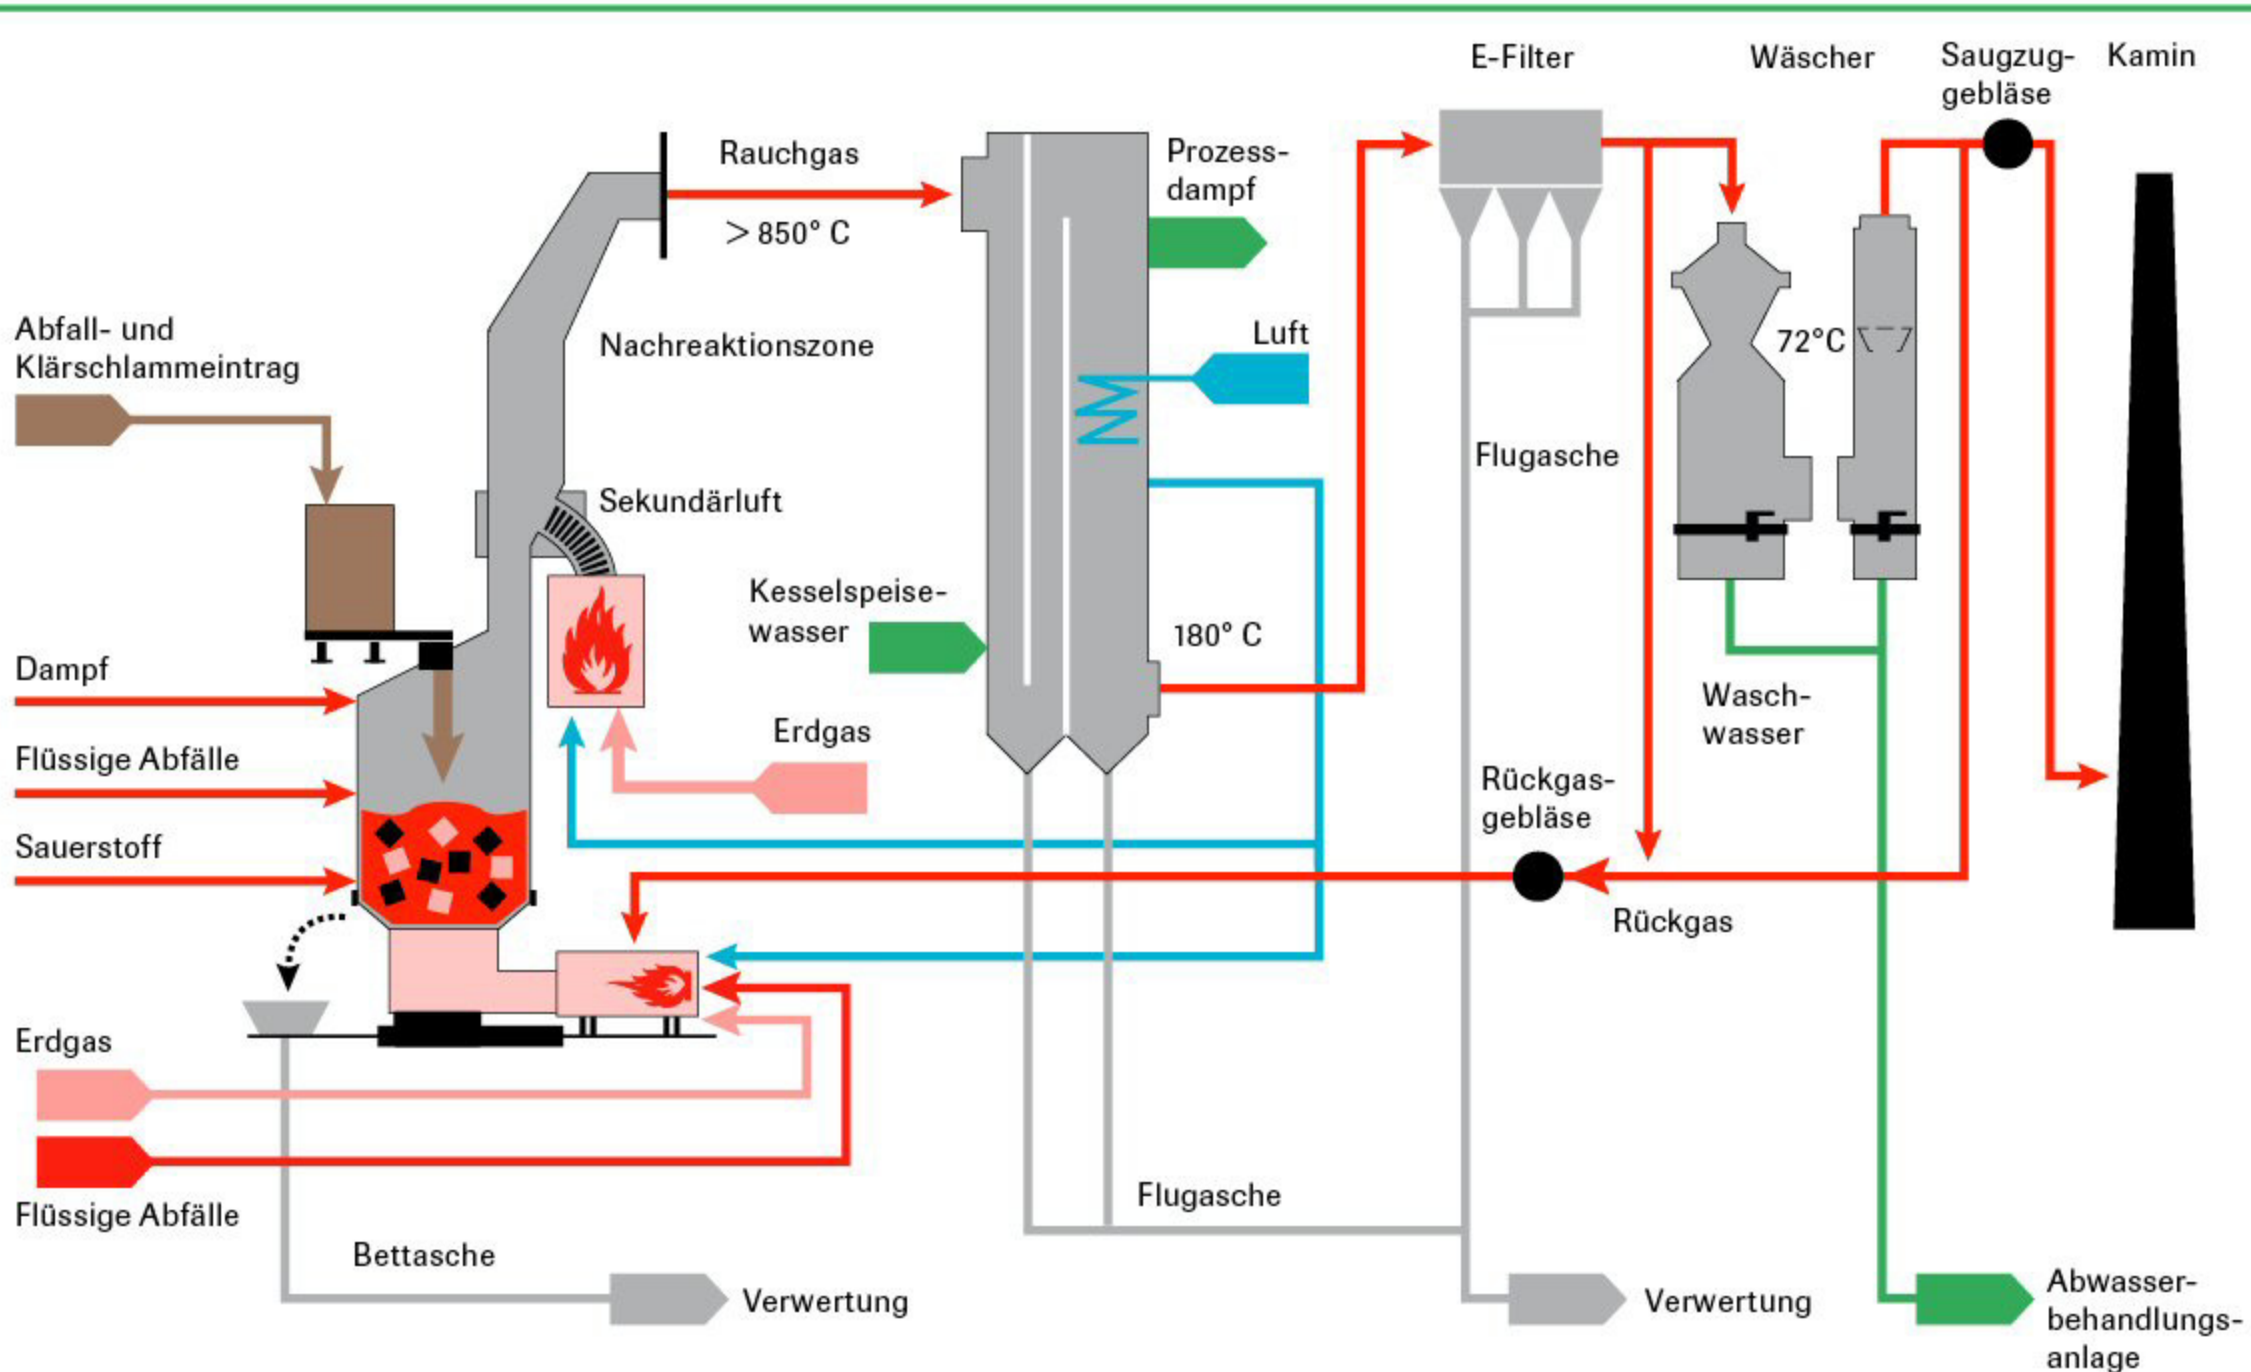 E-Filter
Wäscher
Saugzug-
gebläse
Kamin
Rauchgas
> 850° C
Prozess-
dampf
Abfall- und
Klärschlammeintrag
Nachreaktionszone
Luft
72°C
Flugasche
Sekundärluft
Kesselspeise-
wasser
180° C
Dampf
Wasch-
wasser
Erdgas
Flüssige Abfälle
Rückgas-
gebläse
Sauerstoff
Rückgas
Erdgas
Flüssige Abfälle
Flugasche
Bettasche
Verwertung
Verwertung
Abwasser-
behandlungs-
anlage